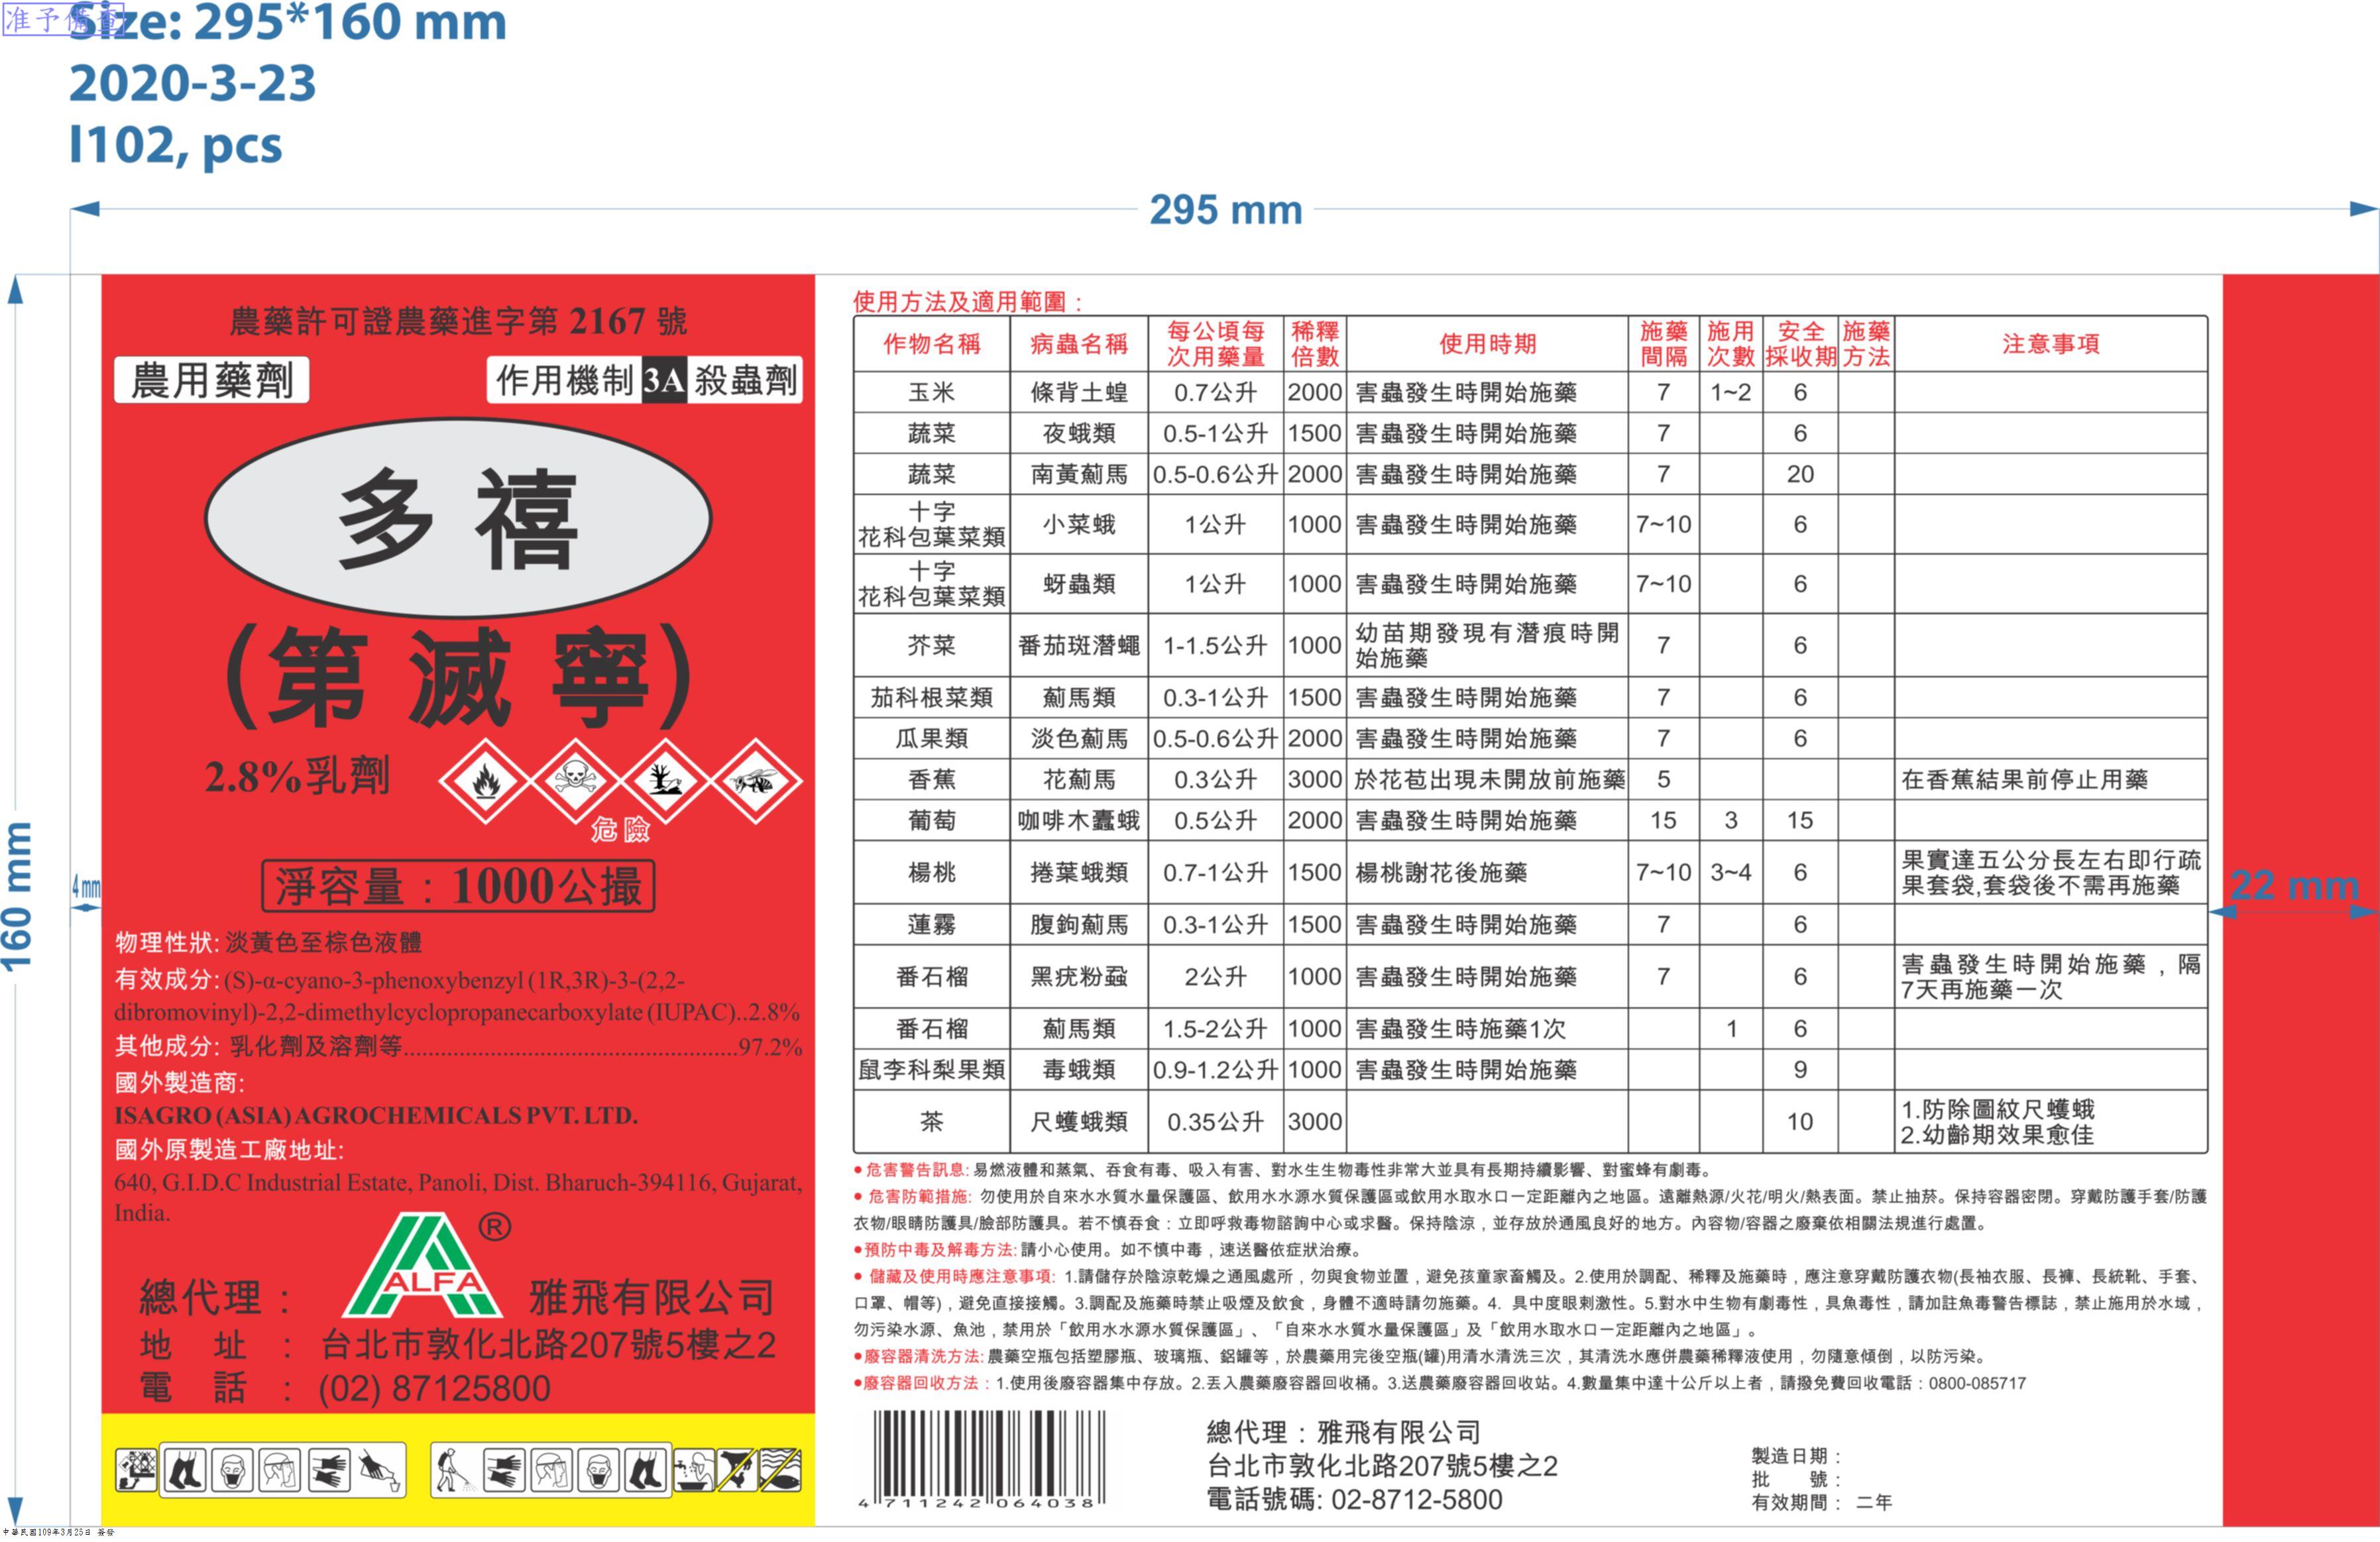 准予備查
Size: 295*160 mm
2020-3-23
l102, pcs
295 mm
160 mm
4 mm
22 mm
農藥許可證農藥進字第 2167 號
農用藥劑
作用機制 3A 殺蟲劑
多禧
(第滅寧)
2.8%乳劑
危險
淨容量：1000公撮
物理性狀: 淡黃色至棕色液體
有效成分: (S)-α-cyano-3-phenoxybenzyl (1R,3R)-3-(2,2-
dibromovinyl)-2,2-dimethylcyclopropanecarboxylate (IUPAC)..2.8%
其他成分: 乳化劑及溶劑等......................................................97.2%
國外製造商:
ISAGRO (ASIA) AGROCHEMICALS PVT. LTD.
國外原製造工廠地址:
640, G.I.D.C Industrial Estate, Panoli, Dist. Bharuch-394116, Gujarat,
India.
ALFA ®
總代理： 雅飛有限公司
地址： 台北市敦化北路207號5樓之2
電話： (02) 87125800
使用方法及適用範圍：
作物名稱 病蟲名稱 每公頃每次用藥量 稀釋倍數 使用時期 施藥間隔 施用次數 安全採收期 施藥方法 注意事項
玉米 條背土蝗 0.7公升 2000 害蟲發生時開始施藥 7 1~2 6
蔬菜 夜蛾類 0.5-1公升 1500 害蟲發生時開始施藥 7 6
蔬菜 南黃薊馬 0.5-0.6公升 2000 害蟲發生時開始施藥 7 20
十字花科包葉菜類 小菜蛾 1公升 1000 害蟲發生時開始施藥 7~10 6
十字花科包葉菜類 蚜蟲類 1公升 1000 害蟲發生時開始施藥 7~10 6
芥菜 番茄斑潛蠅 1-1.5公升 1000 幼苗期發現有潛痕時開始施藥 7 6
茄科根菜類 薊馬類 0.3-1公升 1500 害蟲發生時開始施藥 7 6
瓜果類 淡色薊馬 0.5-0.6公升 2000 害蟲發生時開始施藥 7 6
香蕉 花薊馬 0.3公升 3000 於花苞出現未開放前施藥 5 在香蕉結果前停止用藥
葡萄 咖啡木蠹蛾 0.5公升 2000 害蟲發生時開始施藥 15 3 15
楊桃 捲葉蛾類 0.7-1公升 1500 楊桃謝花後施藥 7~10 3~4 6 果實達五公分長左右即行疏果套袋,套袋後不需再施藥
蓮霧 腹鉤薊馬 0.3-1公升 1500 害蟲發生時開始施藥 7 6
番石榴 黑疣粉蝨 2公升 1000 害蟲發生時開始施藥 7 6 害蟲發生時開始施藥，隔7天再施藥一次
番石榴 薊馬類 1.5-2公升 1000 害蟲發生時施藥1次 1 6
鼠李科梨果類 毒蛾類 0.9-1.2公升 1000 害蟲發生時開始施藥 9
茶 尺蠖蛾類 0.35公升 3000 10 1.防除圖紋尺蠖蛾 2.幼齡期效果愈佳
●危害警告訊息: 易燃液體和蒸氣、吞食有毒、吸入有害、對水生生物毒性非常大並具有長期持續影響、對蜜蜂有劇毒。
● 危害防範措施: 勿使用於自來水水質水量保護區、飲用水水源水質保護區或飲用水取水口一定距離內之地區。遠離熱源/火花/明火/熱表面。禁止抽菸。保持容器密閉。穿戴防護手套/防護
衣物/眼睛防護具/臉部防護具。若不慎吞食：立即呼救毒物諮詢中心或求醫。保持陰涼，並存放於通風良好的地方。內容物/容器之廢棄依相關法規進行處置。
●預防中毒及解毒方法: 請小心使用。如不慎中毒，速送醫依症狀治療。
● 儲藏及使用時應注意事項: 1.請儲存於陰涼乾燥之通風處所，勿與食物並置，避免孩童家畜觸及。2.使用於調配、稀釋及施藥時，應注意穿戴防護衣物(長袖衣服、長褲、長統靴、手套、
口罩、帽等)，避免直接接觸。3.調配及施藥時禁止吸煙及飲食，身體不適時請勿施藥。4. 具中度眼刺激性。5.對水中生物有劇毒性，具魚毒性，請加註魚毒警告標誌，禁止施用於水域，
勿污染水源、魚池，禁用於「飲用水水源水質保護區」、「自來水水質水量保護區」及「飲用水取水口一定距離內之地區」。
●廢容器清洗方法: 農藥空瓶包括塑膠瓶、玻璃瓶、鋁罐等，於農藥用完後空瓶(罐)用清水清洗三次，其清洗水應併農藥稀釋液使用，勿隨意傾倒，以防污染。
●廢容器回收方法：1.使用後廢容器集中存放。2.丟入農藥廢容器回收桶。3.送農藥廢容器回收站。4.數量集中達十公斤以上者，請撥免費回收電話：0800-085717
4 711242 064038
總代理：雅飛有限公司
台北市敦化北路207號5樓之2
電話號碼: 02-8712-5800
製造日期：
批號：
有效期間： 二年
中華民國109年3月25日 簽發